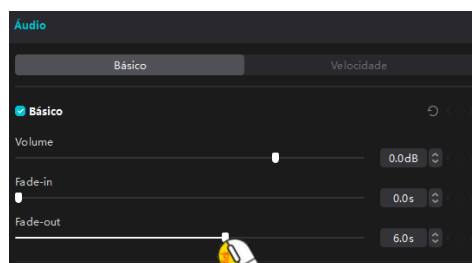 Áudio
Básico
Velocidade
Básico
Volume
0.0dB
Fade-in
0.0s
Fade-out
6.0s